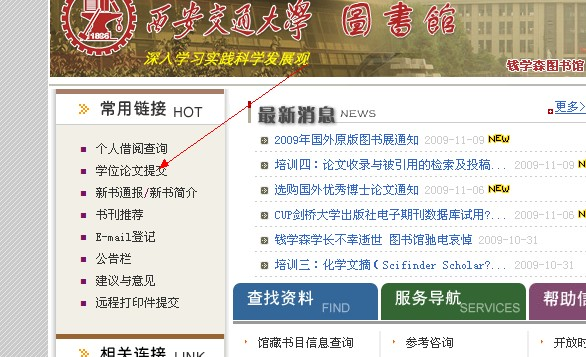 1896
西安交通大学 图书館
深入学习实践科学发展观
钱学森图书馆
常用链接 HOT
个人借阅查询
学位论文提交
新书通报/新书简介
书刊推荐
E-mail登记
公告栏
建议与意见
远程打印件提交
相关连接 LINK
最新消息 NEWS
更多>
2009年国外原版图书展通知 2009-11-09 NEW
培训四：论文收录与被引用的检索及投稿... 2009-11-09
选购国外优秀博士论文通知 2009-11-06 NEW
CUP剑桥大学出版社电子期刊数据库试用?... 2009-11-06
钱学森学长不幸逝世 图书馆驰电哀悼 2009-10-31
培训三：化学文摘（Scifinder Scholar?... 2009-10-31
查找资料 FIND
服务导航 SERVICES
帮助信
馆藏书目信息查询
参考咨询
开放时